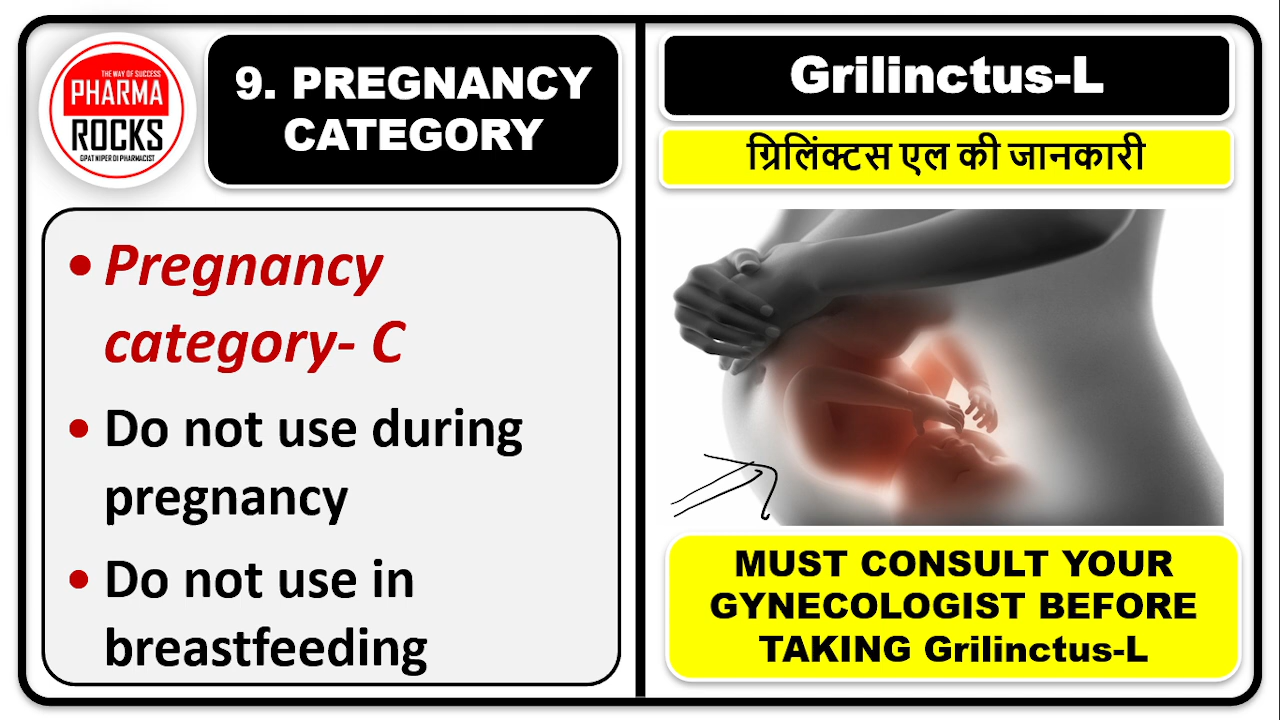 THE WAY OF SUCCESS
PHARMA
ROCKS
GPAT NIPER DI PHARMACIST
9. PREGNANCY
CATEGORY
• Pregnancy
category- C
• Do not use during
pregnancy
• Do not use in
breastfeeding
Grilinctus-L
ग्रिलिंक्टस एल की जानकारी
MUST CONSULT YOUR
GYNECOLOGIST BEFORE
TAKING Grilinctus-L